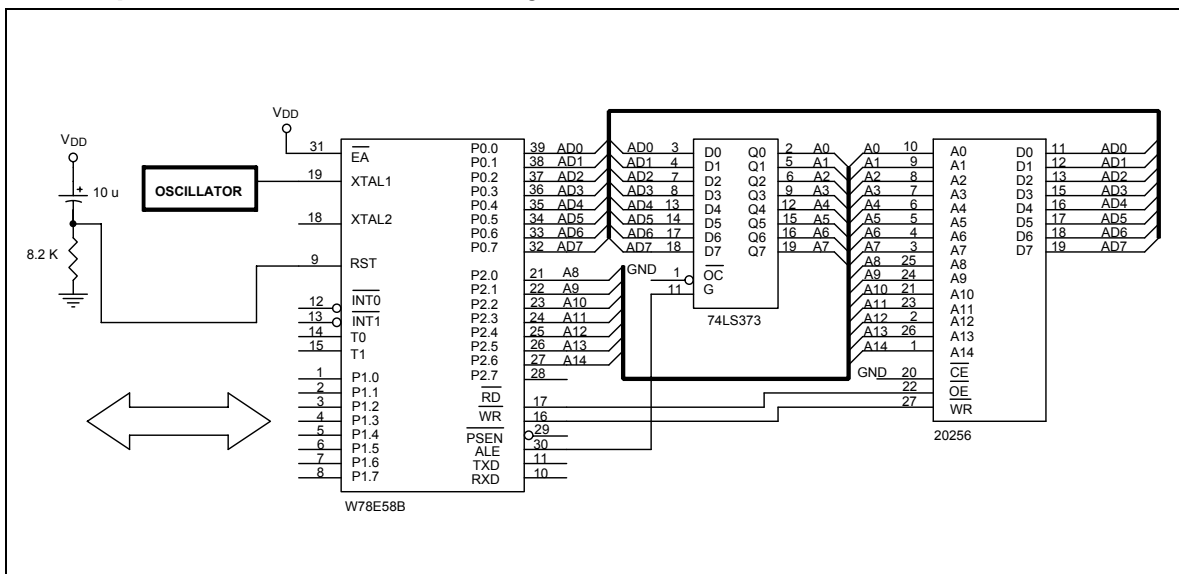 VDD
10 u
8.2 K
OSCILLATOR
VDD
31 EA
19 XTAL1
18 XTAL2
9 RST
12 INT0
13 INT1
14 T0
15 T1
1 P1.0
2 P1.1
3 P1.2
4 P1.3
5 P1.4
6 P1.5
7 P1.6
8 P1.7
P0.0 39 AD0
P0.1 38 AD1
P0.2 37 AD2
P0.3 36 AD3
P0.4 35 AD4
P0.5 34 AD5
P0.6 33 AD6
P0.7 32 AD7
P2.0 21 A8
P2.1 22 A9
P2.2 23 A10
P2.3 24 A11
P2.4 25 A12
P2.5 26 A13
P2.6 27 A14
P2.7 28
RD 17
WR 16
PSEN 29
ALE 30
TXD 11
RXD 10
W78E58B
AD0 3 D0 Q0 2 A0
AD1 4 D1 Q1 5 A1
AD2 7 D2 Q2 6 A2
AD3 8 D3 Q3 9 A3
AD4 13 D4 Q4 12 A4
AD5 14 D5 Q5 15 A5
AD6 17 D6 Q6 16 A6
AD7 18 D7 Q7 19 A7
GND 1 OC
11 G
74LS373
A0 10 A0 D0 11 AD0
A1 9 A1 D1 12 AD1
A2 8 A2 D2 13 AD2
A3 7 A3 D3 15 AD3
A4 6 A4 D4 16 AD4
A5 5 A5 D5 17 AD5
A6 4 A6 D6 18 AD6
A7 3 A7 D7 19 AD7
A8 25 A8
A9 24 A9
A10 21 A10
A11 23 A11
A12 2 A12
A13 26 A13
A14 1 A14
GND 20 CE
22 OE
27 WR
20256